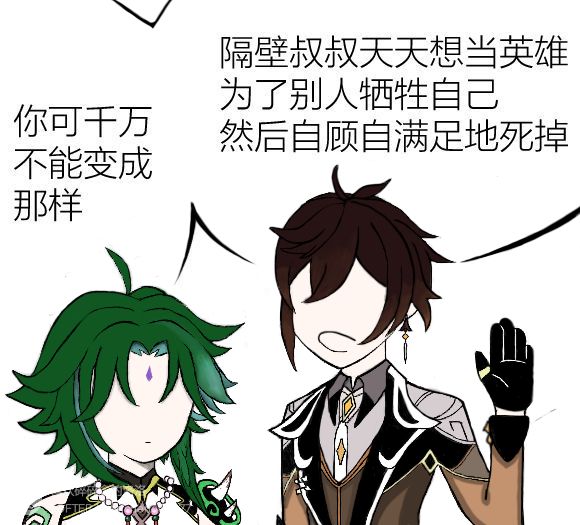 隔壁叔叔天天想当英雄
为了别人牺牲自己
然后自顾自满足地死掉
你可千万
不能变成
那样